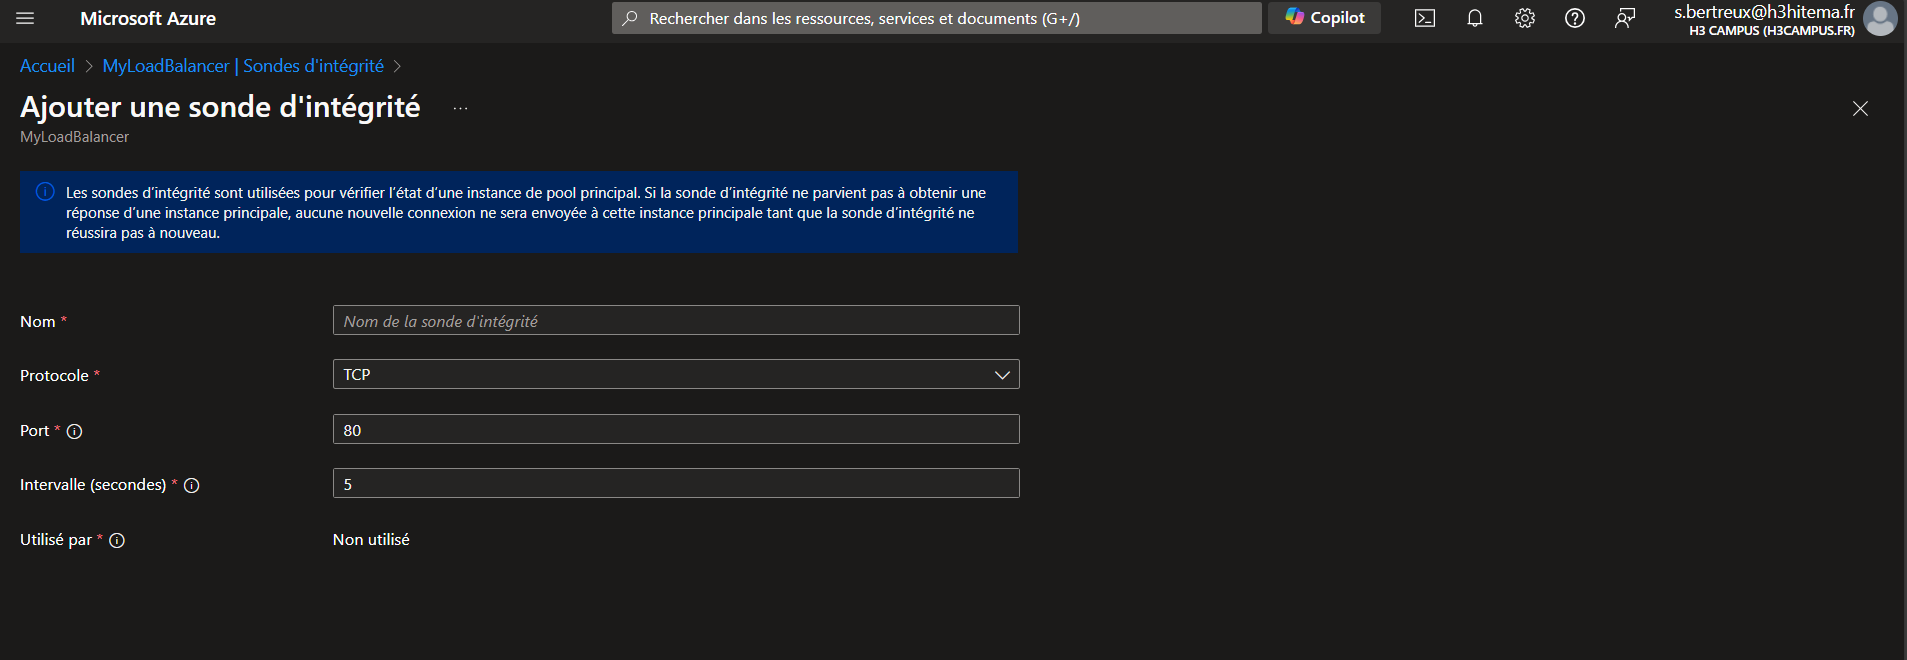 Microsoft Azure
Rechercher dans les ressources, services et documents (G+/)
Copilot
s.bertreux@h3hitema.fr
H3 CAMPUS (H3CAMPUS.FR)
Accueil > MyLoadBalancer | Sondes d'intégrité >
Ajouter une sonde d'intégrité ...
MyLoadBalancer
Les sondes d’intégrité sont utilisées pour vérifier l’état d’une instance de pool principal. Si la sonde d’intégrité ne parvient pas à obtenir une
réponse d’une instance principale, aucune nouvelle connexion ne sera envoyée à cette instance principale tant que la sonde d’intégrité ne
réussira pas à nouveau.
Nom *
Nom de la sonde d'intégrité
Protocole *
TCP
Port *
80
Intervalle (secondes) *
5
Utilisé par *
Non utilisé